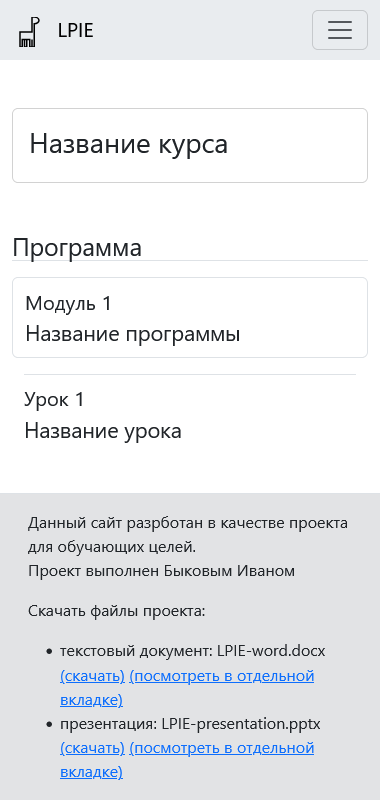 LPIE
Название курса
Программа
Модуль 1
Название программы
Урок 1
Название урока
Данный сайт разрботан в качестве проекта
для обучающих целей.
Проект выполнен Быковым Иваном
Скачать файлы проекта:
• текстовый документ: LPIE-word.docx
(скачать) (посмотреть в отдельной
вкладке)
• презентация: LPIE-presentation.pptx
(скачать) (посмотреть в отдельной
вкладке)